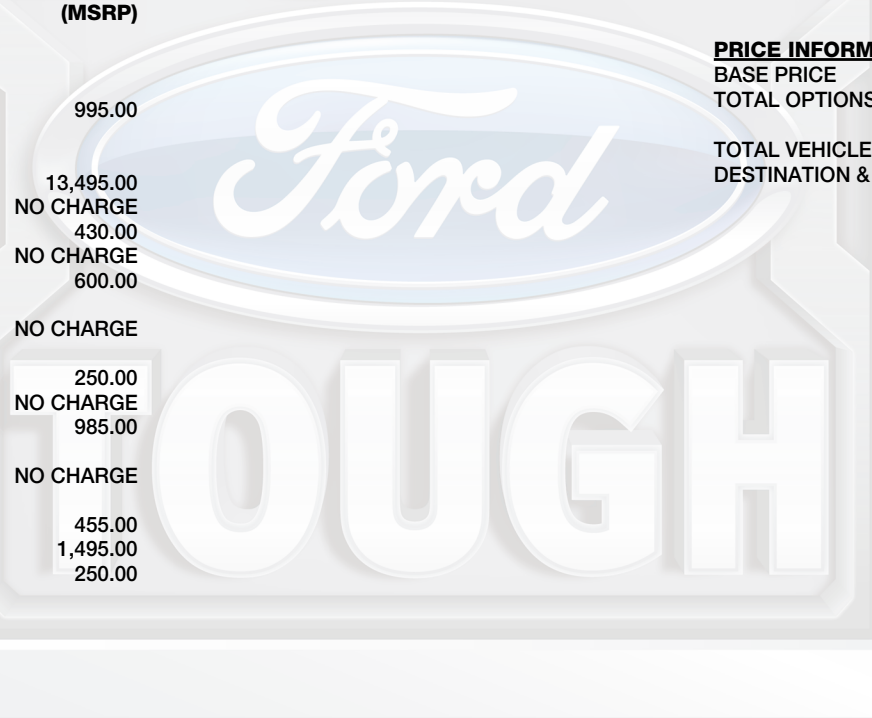 (MSRP)
995.00
13,495.00
NO CHARGE
430.00
NO CHARGE
600.00
NO CHARGE
250.00
NO CHARGE
985.00
NO CHARGE
455.00
1,495.00
250.00
PRICE INFORM
BASE PRICE
TOTAL OPTIONS
TOTAL VEHICLE
DESTINATION &
Ford
TOUGH